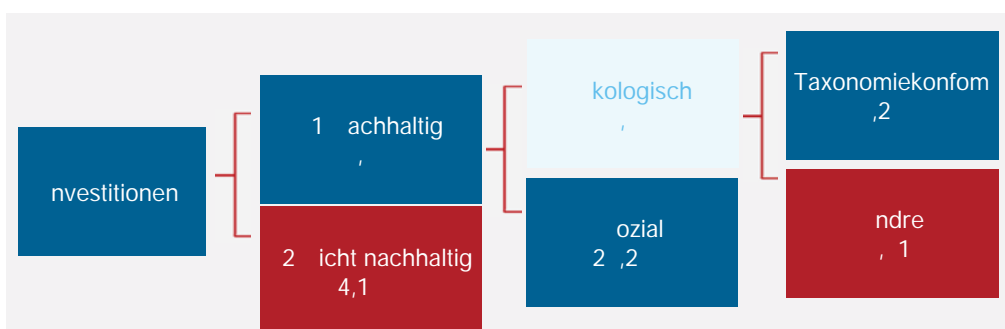 nvestitionen
1 achhaltig
,
2 icht nachhaltig
4,1
kologisch
,
ozial
2 ,2
Taxonomiekonfom
,2
ndre
, 1